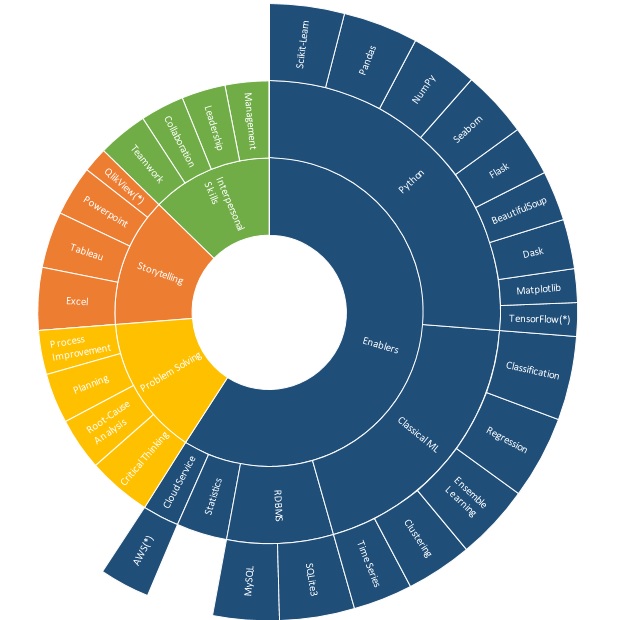 Enablers
Python
Scikit-Learn
Pandas
NumPy
Seaborn
Flask
BeautifulSoup
Dask
Matplotlib
TensorFlow(*)
Classical ML
Classification
Regression
Ensemble
Learning
Clustering
Time Series
RDBMS
SQLite3
MySQL
Statistics
Cloud Service
AWS(*)
Problem Solving
Critical Thinking
Root-Cause
Analysis
Planning
Process
Improvement
Storytelling
Excel
Tableau
Powerpoint
QlikView(*)
Interpersonal
Skills
Teamwork
Collaboration
Leadership
Management